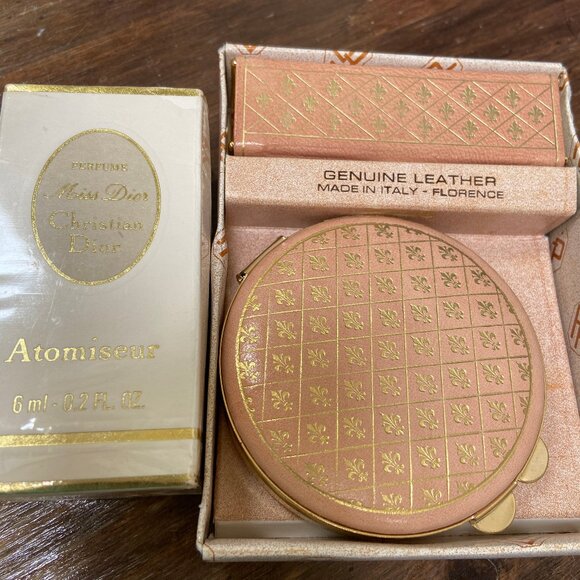 PERFUME
Miss Dior
Christian
Dior
Atomiseur
6 ml - 0.2 FL. OZ.
GENUINE LEATHER
MADE IN ITALY - FLORENCE